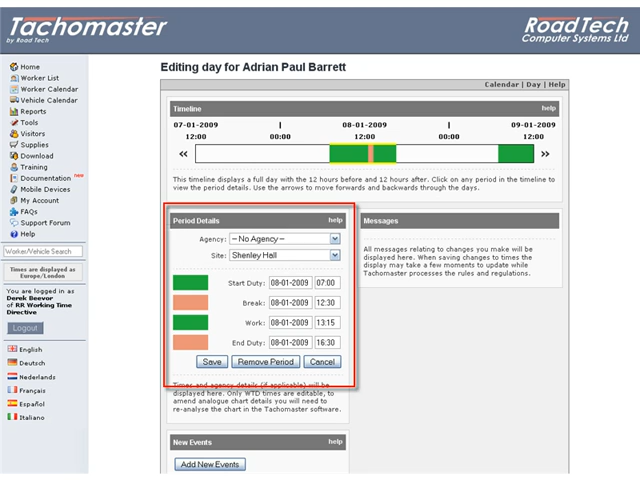 Tachomaster
by Road Tech
RoadTech
Computer Systems Ltd
Home
Worker List
Worker Calendar
Vehicle Calendar
Reports
Tools
Visitors
Supplies
Download
Training
Documentation new
Mobile Devices
My Account
FAQs
Support Forum
Help
Worker/Vehicle Search
Times are displayed as
Europe/London
You are logged in as
Derek Beevor
of RR Working Time
Directive
Logout
English
Deutsch
Nederlands
Français
Español
Italiano
Editing day for Adrian Paul Barrett
Calendar | Day | Help
Timeline help
07-01-2009 | 08-01-2009 | 09-01-2009
12:00 00:00 12:00 00:00 12:00
« »
This timeline displays a full day with the 12 hours before and 12 hours after. Click on any period in the timeline to
view the period details. Use the arrows to move forwards and backwards through the days.
Period Details help
Agency: -- No Agency --
Site: Shenley Hall
Start Duty: 08-01-2009 07:00
Break: 08-01-2009 12:30
Work: 08-01-2009 13:15
End Duty: 08-01-2009 16:30
Save Remove Period Cancel
Times and agency details (if applicable) will be
displayed here. Only WTD times are editable, to
amend analogue chart details you will need to
re-analyse the chart in the Tachomaster software.
Messages
All messages relating to changes you make will be
displayed here. When saving changes to times the
display may take a few moments to update while
Tachomaster processes the rules and regulations.
New Events help
Add New Events